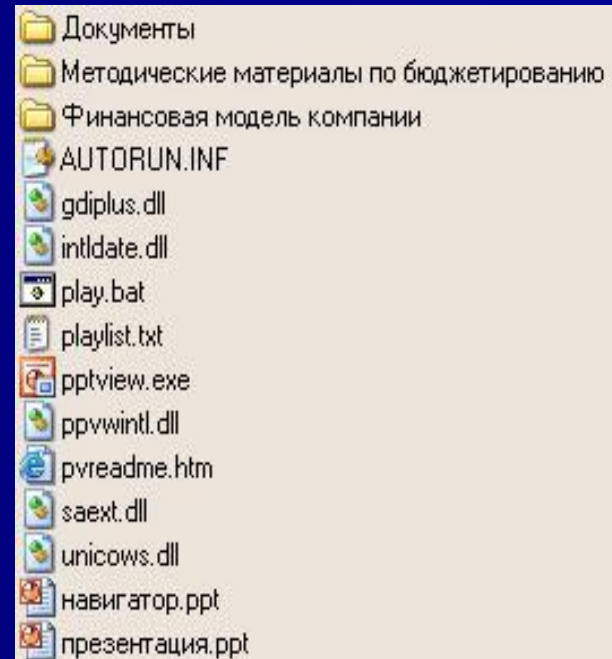 Документы
Методические материалы по бюджетированию
Финансовая модель компании
AUTORUN.INF
gdiplus.dll
intldate.dll
play.bat
playlist.txt
pptview.exe
ppvwintl.dll
pvreadme.htm
saext.dll
unicows.dll
навигатор.ppt
презентация.ppt